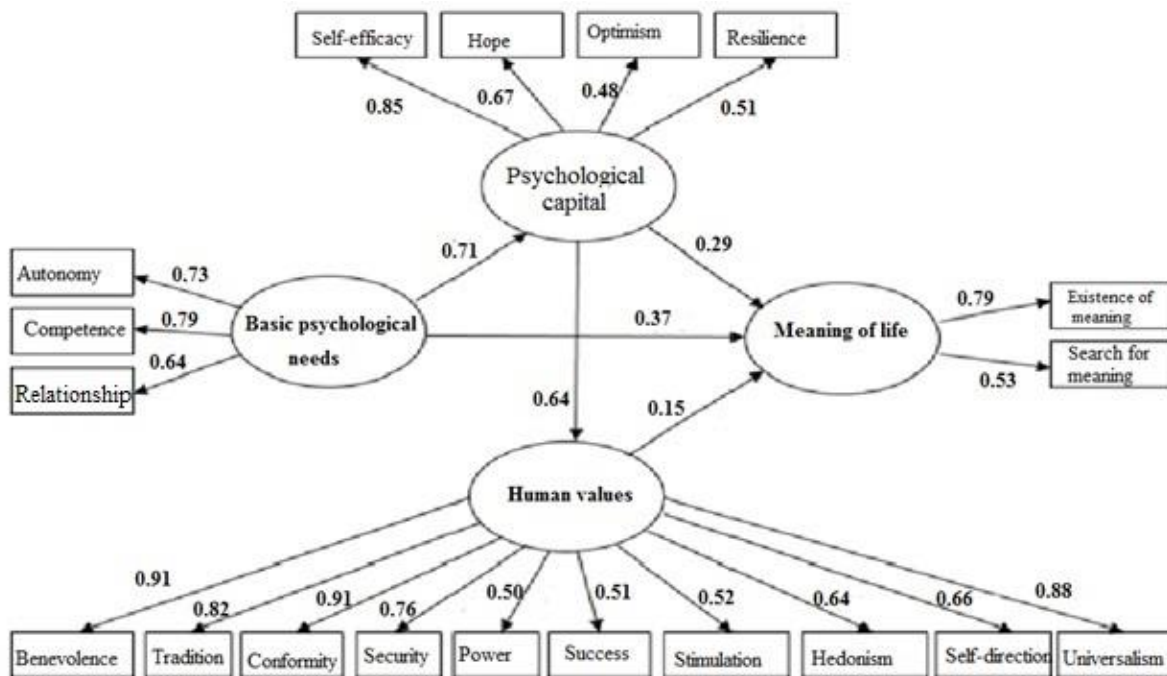 Self-efficacy
Hope
Optimism
Resilience
0.85
0.67
0.48
0.51
Psychological
capital
0.71
0.29
Autonomy
0.73
Competence
0.79
Relationship
0.64
Basic psychological
needs
0.37
Meaning of life
0.79
Existence of
meaning
Search for
meaning
0.53
0.64
0.15
Human values
0.91
0.82
0.91
0.76
0.50
0.51
0.52
0.64
0.66
0.88
Benevolence
Tradition
Conformity
Security
Power
Success
Stimulation
Hedonism
Self-direction
Universalism